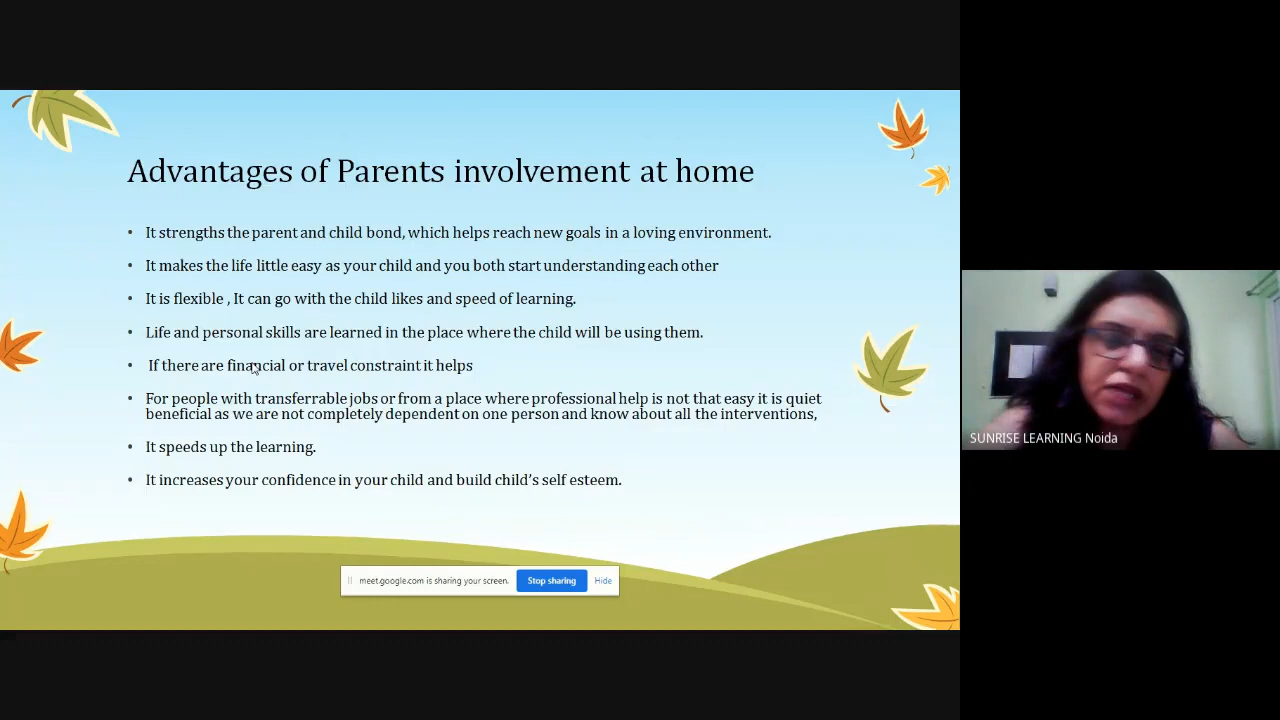 Advantages of Parents involvement at home
• It strengths the parent and child bond, which helps reach new goals in a loving environment.
• It makes the life little easy as your child and you both start understanding each other
• It is flexible , It can go with the child likes and speed of learning.
• Life and personal skills are learned in the place where the child will be using them.
• If there are financial or travel constraint it helps
• For people with transferrable jobs or from a place where professional help is not that easy it is quiet
beneficial as we are not completely dependent on one person and know about all the interventions,
• It speeds up the learning.
• It increases your confidence in your child and build child's self esteem.
meet.google.com is sharing your screen. Stop sharing Hide
SUNRISE LEARNING Noida